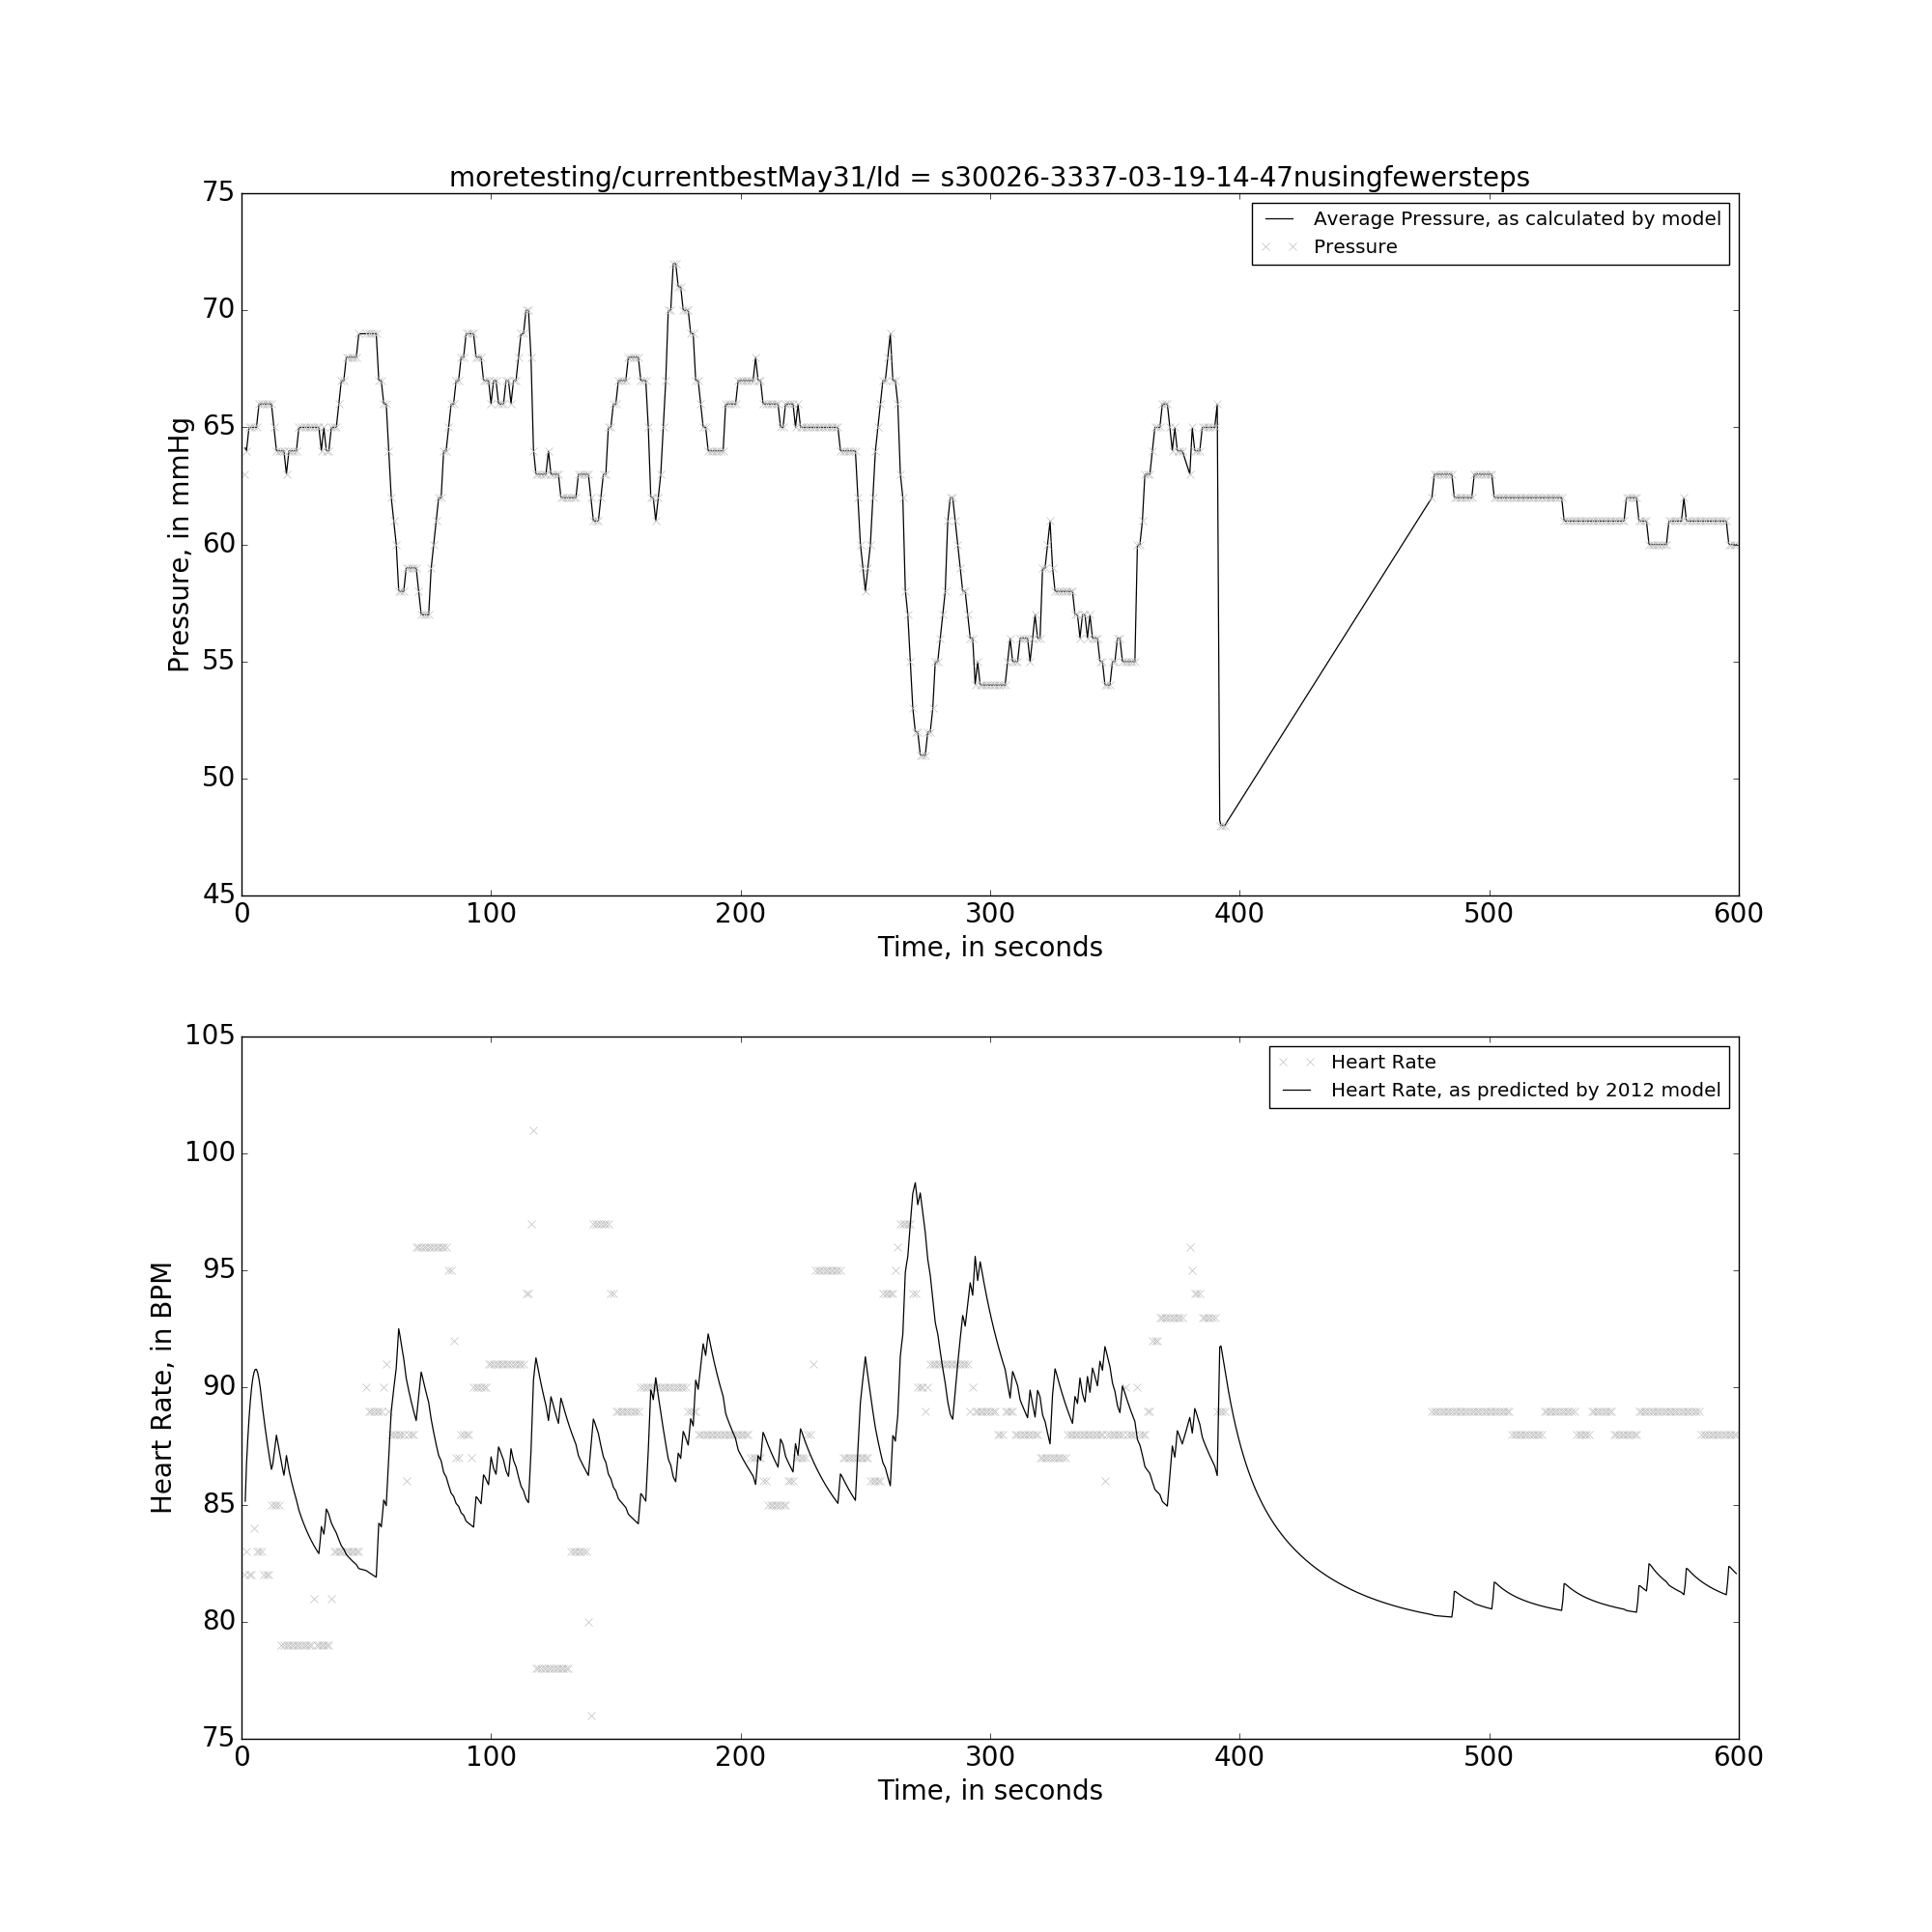 moretesting/currentbestMay31/Id = s30026-3337-03-19-14-47nusingfewersteps
75
70
65
60
55
50
45
Pressure, in mmHg
Average Pressure, as calculated by model
Pressure
0 100 200 300 400 500 600
Time, in seconds
105
100
95
90
85
80
75
Heart Rate, in BPM
Heart Rate
Heart Rate, as predicted by 2012 model
0 100 200 300 400 500 600
Time, in seconds